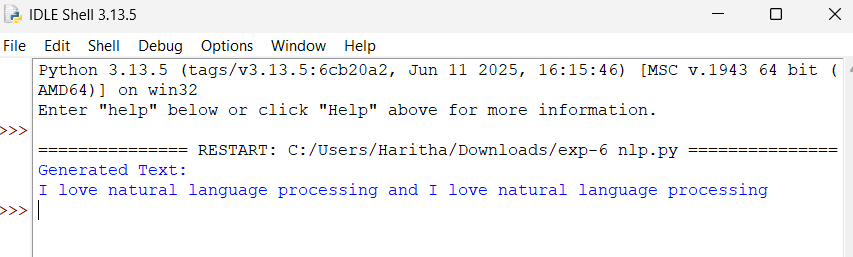 IDLE Shell 3.13.5
File Edit Shell Debug Options Window Help
Python 3.13.5 (tags/v3.13.5:6cb20a2, Jun 11 2025, 16:15:46) [MSC v.1943 64 bit (
AMD64)] on win32
Enter "help" below or click "Help" above for more information.
>>>
=============== RESTART: C:/Users/Haritha/Downloads/exp-6 nlp.py ===============
Generated Text:
I love natural language processing and I love natural language processing
>>>